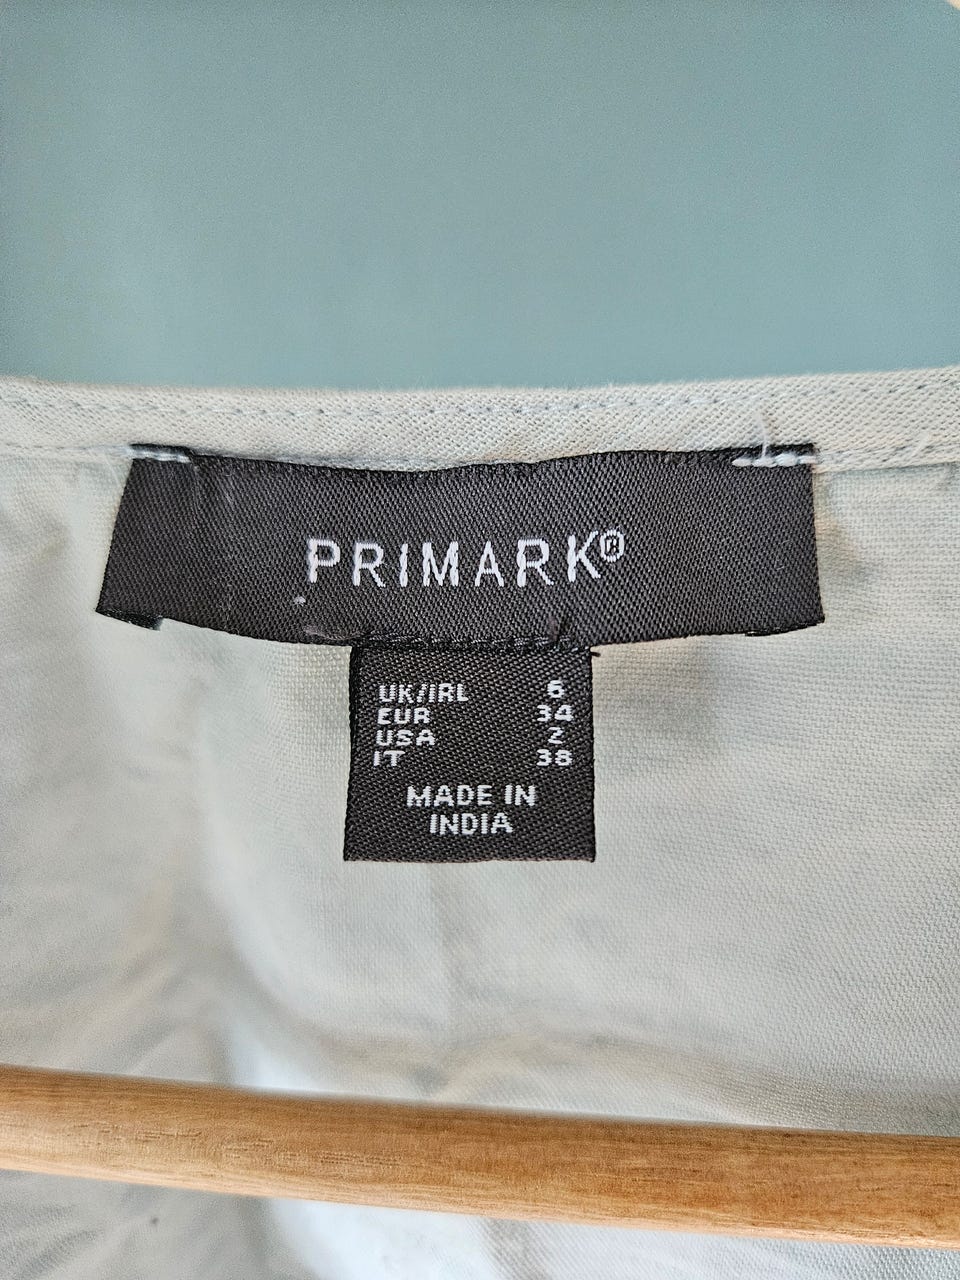 PRIMARK®
UK/IRL 6
EUR 34
USA 2
IT 38
MADE IN
INDIA